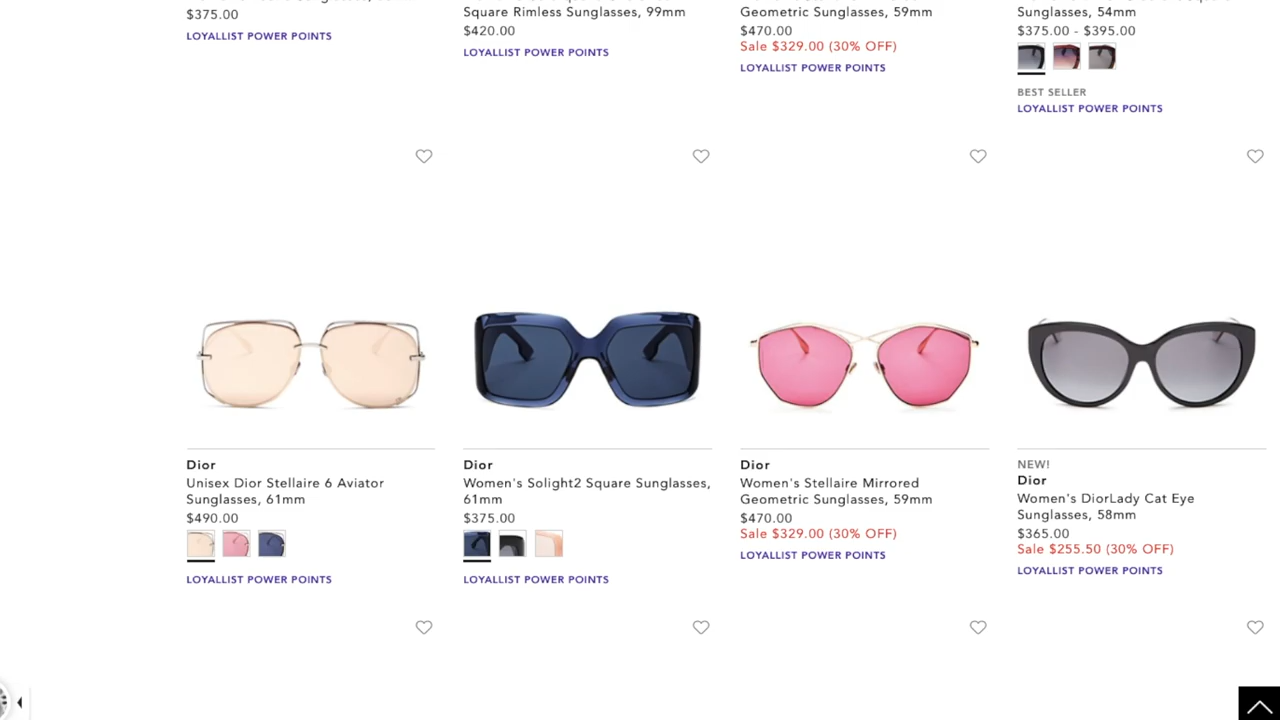 $375.00
LOYALLIST POWER POINTS
Square Rimless Sunglasses, 99mm
$420.00
LOYALLIST POWER POINTS
Geometric Sunglasses, 59mm
$470.00
Sale $329.00 (30% OFF)
LOYALLIST POWER POINTS
Sunglasses, 54mm
$375.00 - $395.00
BEST SELLER
LOYALLIST POWER POINTS
Dior
Unisex Dior Stellaire 6 Aviator
Sunglasses, 61mm
$490.00
LOYALLIST POWER POINTS
Dior
Women's Solight2 Square Sunglasses,
61mm
$375.00
LOYALLIST POWER POINTS
Dior
Women's Stellaire Mirrored
Geometric Sunglasses, 59mm
$470.00
Sale $329.00 (30% OFF)
LOYALLIST POWER POINTS
NEW!
Dior
Women's DiorLady Cat Eye
Sunglasses, 58mm
$365.00
Sale $255.50 (30% OFF)
LOYALLIST POWER POINTS